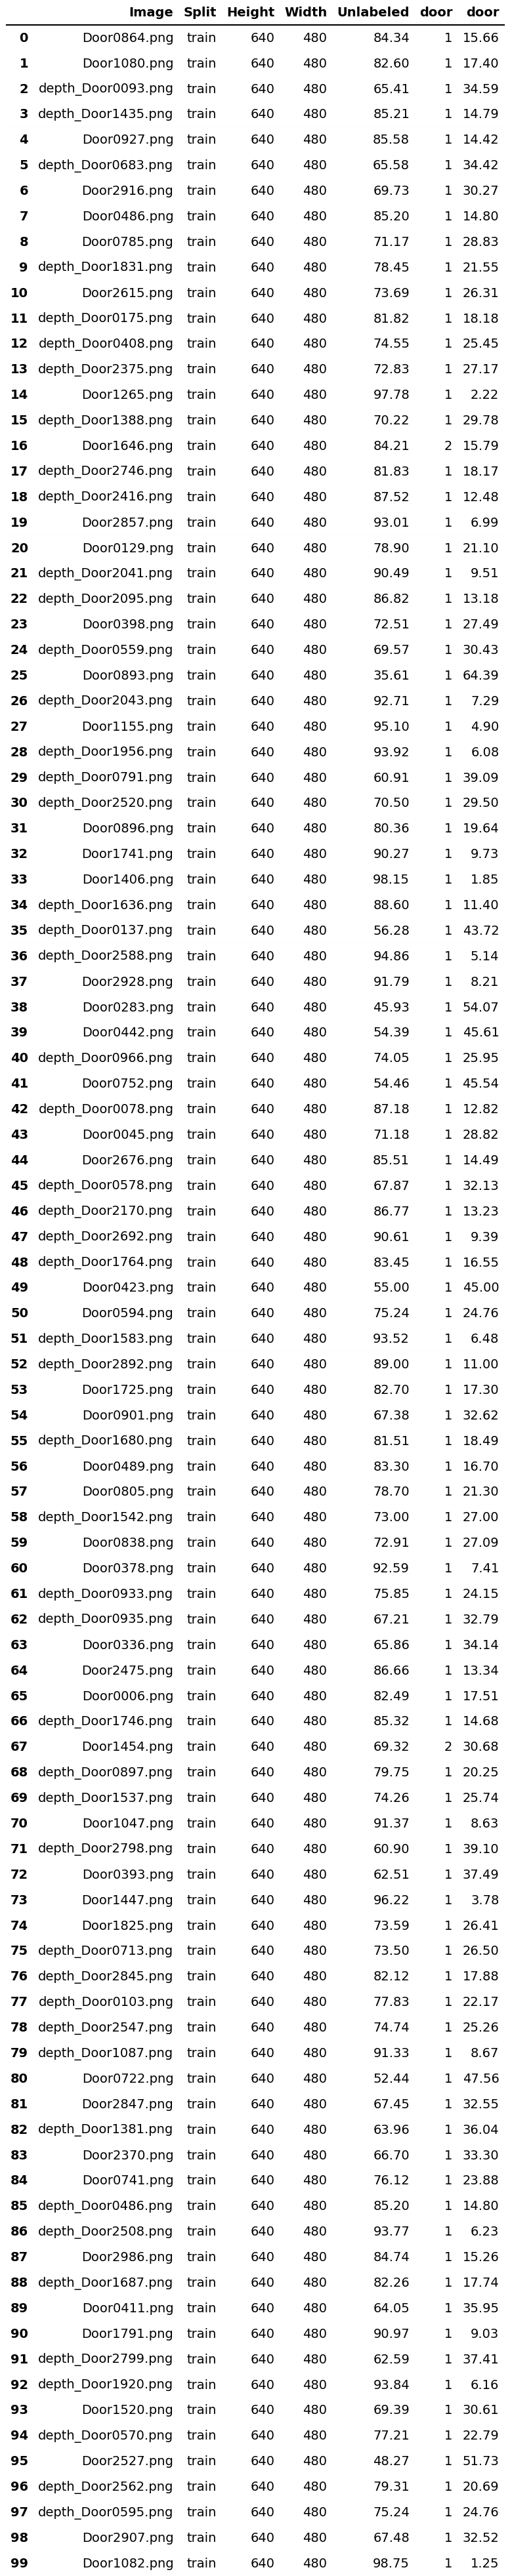 Image Split Height Width Unlabeled door door
0 Door0864.png train 640 480 84.34 1 15.66
1 Door1080.png train 640 480 82.60 1 17.40
2 depth_Door0093.png train 640 480 65.41 1 34.59
3 depth_Door1435.png train 640 480 85.21 1 14.79
4 Door0927.png train 640 480 85.58 1 14.42
5 depth_Door0683.png train 640 480 65.58 1 34.42
6 Door2916.png train 640 480 69.73 1 30.27
7 Door0486.png train 640 480 85.20 1 14.80
8 Door0785.png train 640 480 71.17 1 28.83
9 depth_Door1831.png train 640 480 78.45 1 21.55
10 Door2615.png train 640 480 73.69 1 26.31
11 depth_Door0175.png train 640 480 81.82 1 18.18
12 depth_Door0408.png train 640 480 74.55 1 25.45
13 depth_Door2375.png train 640 480 72.83 1 27.17
14 Door1265.png train 640 480 97.78 1 2.22
15 depth_Door1388.png train 640 480 70.22 1 29.78
16 Door1646.png train 640 480 84.21 2 15.79
17 depth_Door2746.png train 640 480 81.83 1 18.17
18 depth_Door2416.png train 640 480 87.52 1 12.48
19 Door2857.png train 640 480 93.01 1 6.99
20 Door0129.png train 640 480 78.90 1 21.10
21 depth_Door2041.png train 640 480 90.49 1 9.51
22 depth_Door2095.png train 640 480 86.82 1 13.18
23 Door0398.png train 640 480 72.51 1 27.49
24 depth_Door0559.png train 640 480 69.57 1 30.43
25 Door0893.png train 640 480 35.61 1 64.39
26 depth_Door2043.png train 640 480 92.71 1 7.29
27 Door1155.png train 640 480 95.10 1 4.90
28 depth_Door1956.png train 640 480 93.92 1 6.08
29 depth_Door0791.png train 640 480 60.91 1 39.09
30 depth_Door2520.png train 640 480 70.50 1 29.50
31 Door0896.png train 640 480 80.36 1 19.64
32 Door1741.png train 640 480 90.27 1 9.73
33 Door1406.png train 640 480 98.15 1 1.85
34 depth_Door1636.png train 640 480 88.60 1 11.40
35 depth_Door0137.png train 640 480 56.28 1 43.72
36 depth_Door2588.png train 640 480 94.86 1 5.14
37 Door2928.png train 640 480 91.79 1 8.21
38 Door0283.png train 640 480 45.93 1 54.07
39 Door0442.png train 640 480 54.39 1 45.61
40 depth_Door0966.png train 640 480 74.05 1 25.95
41 Door0752.png train 640 480 54.46 1 45.54
42 depth_Door0078.png train 640 480 87.18 1 12.82
43 Door0045.png train 640 480 71.18 1 28.82
44 Door2676.png train 640 480 85.51 1 14.49
45 depth_Door0578.png train 640 480 67.87 1 32.13
46 depth_Door2170.png train 640 480 86.77 1 13.23
47 depth_Door2692.png train 640 480 90.61 1 9.39
48 depth_Door1764.png train 640 480 83.45 1 16.55
49 Door0423.png train 640 480 55.00 1 45.00
50 Door0594.png train 640 480 75.24 1 24.76
51 depth_Door1583.png train 640 480 93.52 1 6.48
52 depth_Door2892.png train 640 480 89.00 1 11.00
53 Door1725.png train 640 480 82.70 1 17.30
54 Door0901.png train 640 480 67.38 1 32.62
55 depth_Door1680.png train 640 480 81.51 1 18.49
56 Door0489.png train 640 480 83.30 1 16.70
57 Door0805.png train 640 480 78.70 1 21.30
58 depth_Door1542.png train 640 480 73.00 1 27.00
59 Door0838.png train 640 480 72.91 1 27.09
60 Door0378.png train 640 480 92.59 1 7.41
61 depth_Door0933.png train 640 480 75.85 1 24.15
62 depth_Door0935.png train 640 480 67.21 1 32.79
63 Door0336.png train 640 480 65.86 1 34.14
64 Door2475.png train 640 480 86.66 1 13.34
65 Door0006.png train 640 480 82.49 1 17.51
66 depth_Door1746.png train 640 480 85.32 1 14.68
67 Door1454.png train 640 480 69.32 2 30.68
68 depth_Door0897.png train 640 480 79.75 1 20.25
69 depth_Door1537.png train 640 480 74.26 1 25.74
70 Door1047.png train 640 480 91.37 1 8.63
71 depth_Door2798.png train 640 480 60.90 1 39.10
72 Door0393.png train 640 480 62.51 1 37.49
73 Door1447.png train 640 480 96.22 1 3.78
74 Door1825.png train 640 480 73.59 1 26.41
75 depth_Door0713.png train 640 480 73.50 1 26.50
76 depth_Door2845.png train 640 480 82.12 1 17.88
77 depth_Door0103.png train 640 480 77.83 1 22.17
78 depth_Door2547.png train 640 480 74.74 1 25.26
79 depth_Door1087.png train 640 480 91.33 1 8.67
80 Door0722.png train 640 480 52.44 1 47.56
81 Door2847.png train 640 480 67.45 1 32.55
82 depth_Door1381.png train 640 480 63.96 1 36.04
83 Door2370.png train 640 480 66.70 1 33.30
84 Door0741.png train 640 480 76.12 1 23.88
85 depth_Door0486.png train 640 480 85.20 1 14.80
86 depth_Door2508.png train 640 480 93.77 1 6.23
87 Door2986.png train 640 480 84.74 1 15.26
88 depth_Door1687.png train 640 480 82.26 1 17.74
89 Door0411.png train 640 480 64.05 1 35.95
90 Door1791.png train 640 480 90.97 1 9.03
91 depth_Door2799.png train 640 480 62.59 1 37.41
92 depth_Door1920.png train 640 480 93.84 1 6.16
93 Door1520.png train 640 480 69.39 1 30.61
94 depth_Door0570.png train 640 480 77.21 1 22.79
95 Door2527.png train 640 480 48.27 1 51.73
96 depth_Door2562.png train 640 480 79.31 1 20.69
97 depth_Door0595.png train 640 480 75.24 1 24.76
98 Door2907.png train 640 480 67.48 1 32.52
99 Door1082.png train 640 480 98.75 1 1.25